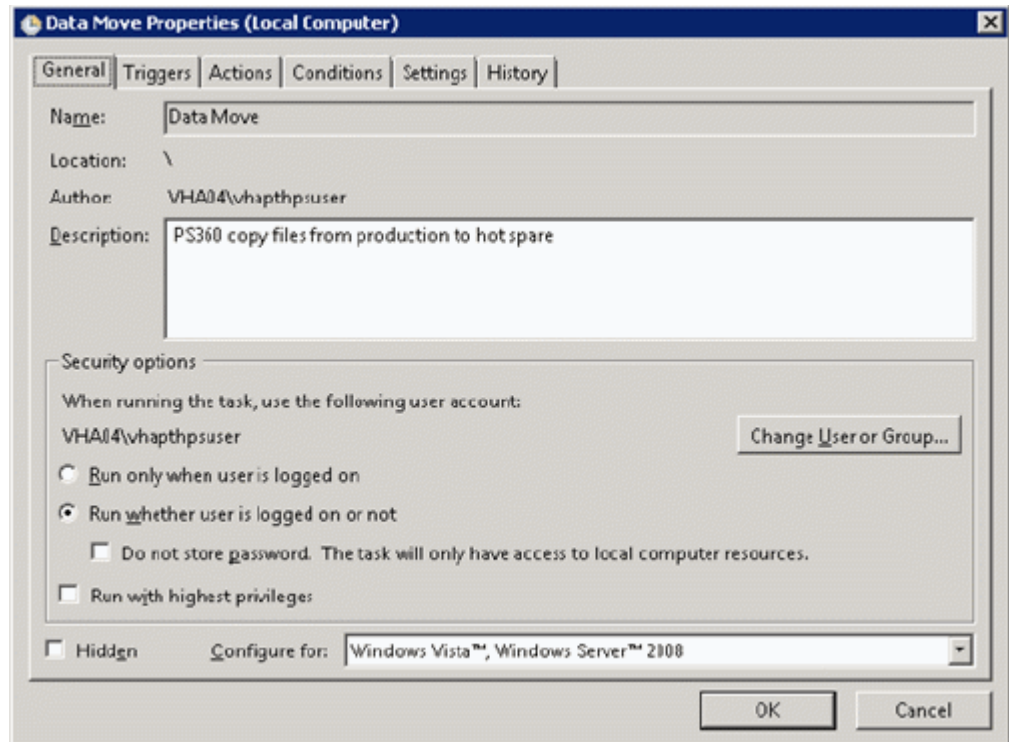 Data Move Properties (Local Computer)
General Triggers Actions Conditions Settings History
Name: Data Move
Location: \
Author: VHA04\vhapthpsuser
Description: PS360 copy files from production to hot spare
Security options
When running the task, use the following user account:
VHA04\vhapthpsuser Change User or Group...
Run only when user is logged on
Run whether user is logged on or not
Do not store password. The task will only have access to local computer resources.
Run with highest privileges
Hidden Configure for: Windows Vista™, Windows Server™ 2008
OK Cancel